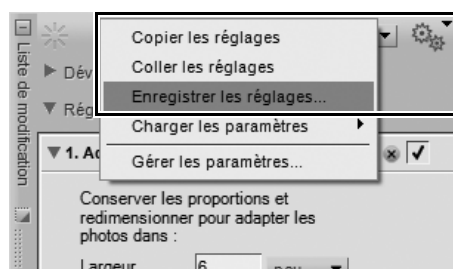 Liste de modification
Copier les réglages
Coller les réglages
Enregistrer les réglages...
Charger les paramètres
Gérer les paramètres...
Dév
Rég
1. Ac
Conserver les proportions et
redimensionner pour adapter les
photos dans :
Largeur
6